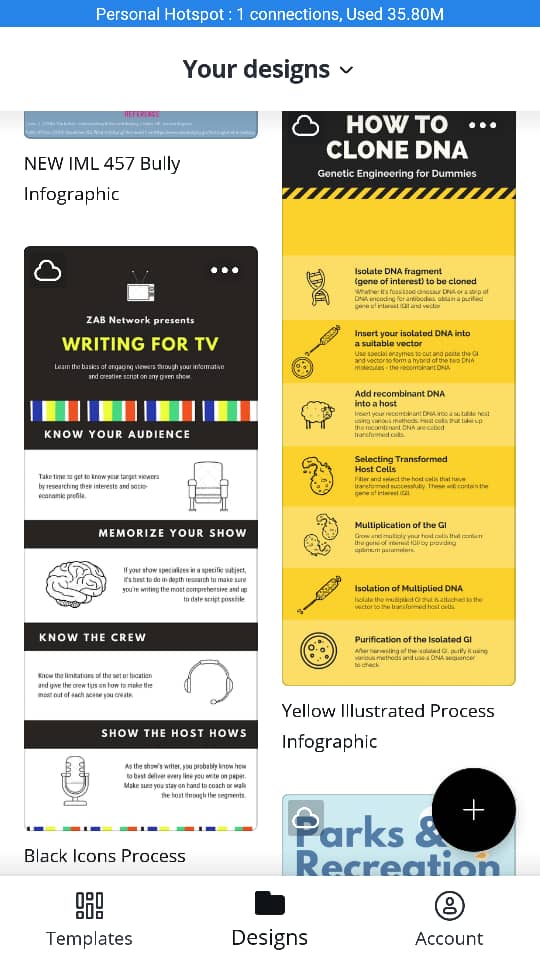 Personal Hotspot : 1 connections, Used 35.80M
Your designs
REFERENCE
NEW IML 457 Bully
Infographic
ZAB Network presents
WRITING FOR TV
Learn the basics of engaging viewers through your informative
and creative script on any given show.
KNOW YOUR AUDIENCE
Take time to get to know your target viewers
by researching their interests and socio-
economic profile.
MEMORIZE YOUR SHOW
If your show specializes in a specific subject,
it's best to do in depth research to make sure
you're writing the most comprehensive and up
to date script possible.
KNOW THE CREW
Know the limitations of the set or location
and give the crew tips on how to make the
most out of each scene you create.
SHOW THE HOST HOWS
As the show's writer, you probably know how
to best deliver every line you write on paper.
Make sure you stay on hand to coach or walk
the host through the segments.
Black Icons Process
HOW TO
CLONE DNA
Genetic Engineering for Dummies
Isolate DNA fragment
(gene of interest) to be cloned
Whether it's fossilized dinosaur DNA or a strip of
DNA encoding for antibodies, obtain a purified
gene of interest (GI) and vector
Insert your isolated DNA into
a suitable vector
Use special enzymes to cut and paste the GI
and vector to form a hybrid of the two DNA
molecules - the recombinant DNA
Add recombinant DNA
into a host
Insert your recombinant DNA into a suitable host
using various methods. Host cells that take up
the recombinant DNA are called
transformed cells.
Selecting Transformed
Host Cells
Filter and select the host cells that have
transformed successfully. These will contain the
gene of interest (GI).
Multiplication of the GI
Grow and multiply your host cells that contain
the gene of interest (GI) by providing
optimum parameters.
Isolation of Multiplied DNA
Isolate the multiplied GI that is attached to the
vector to the transformed host cells.
Purification of the Isolated GI
After harvesting of the isolated GI, purify it using
various methods and use a DNA sequencer
to check.
Yellow Illustrated Process
Infographic
Parks &
Recreation
Templates
Designs
Account